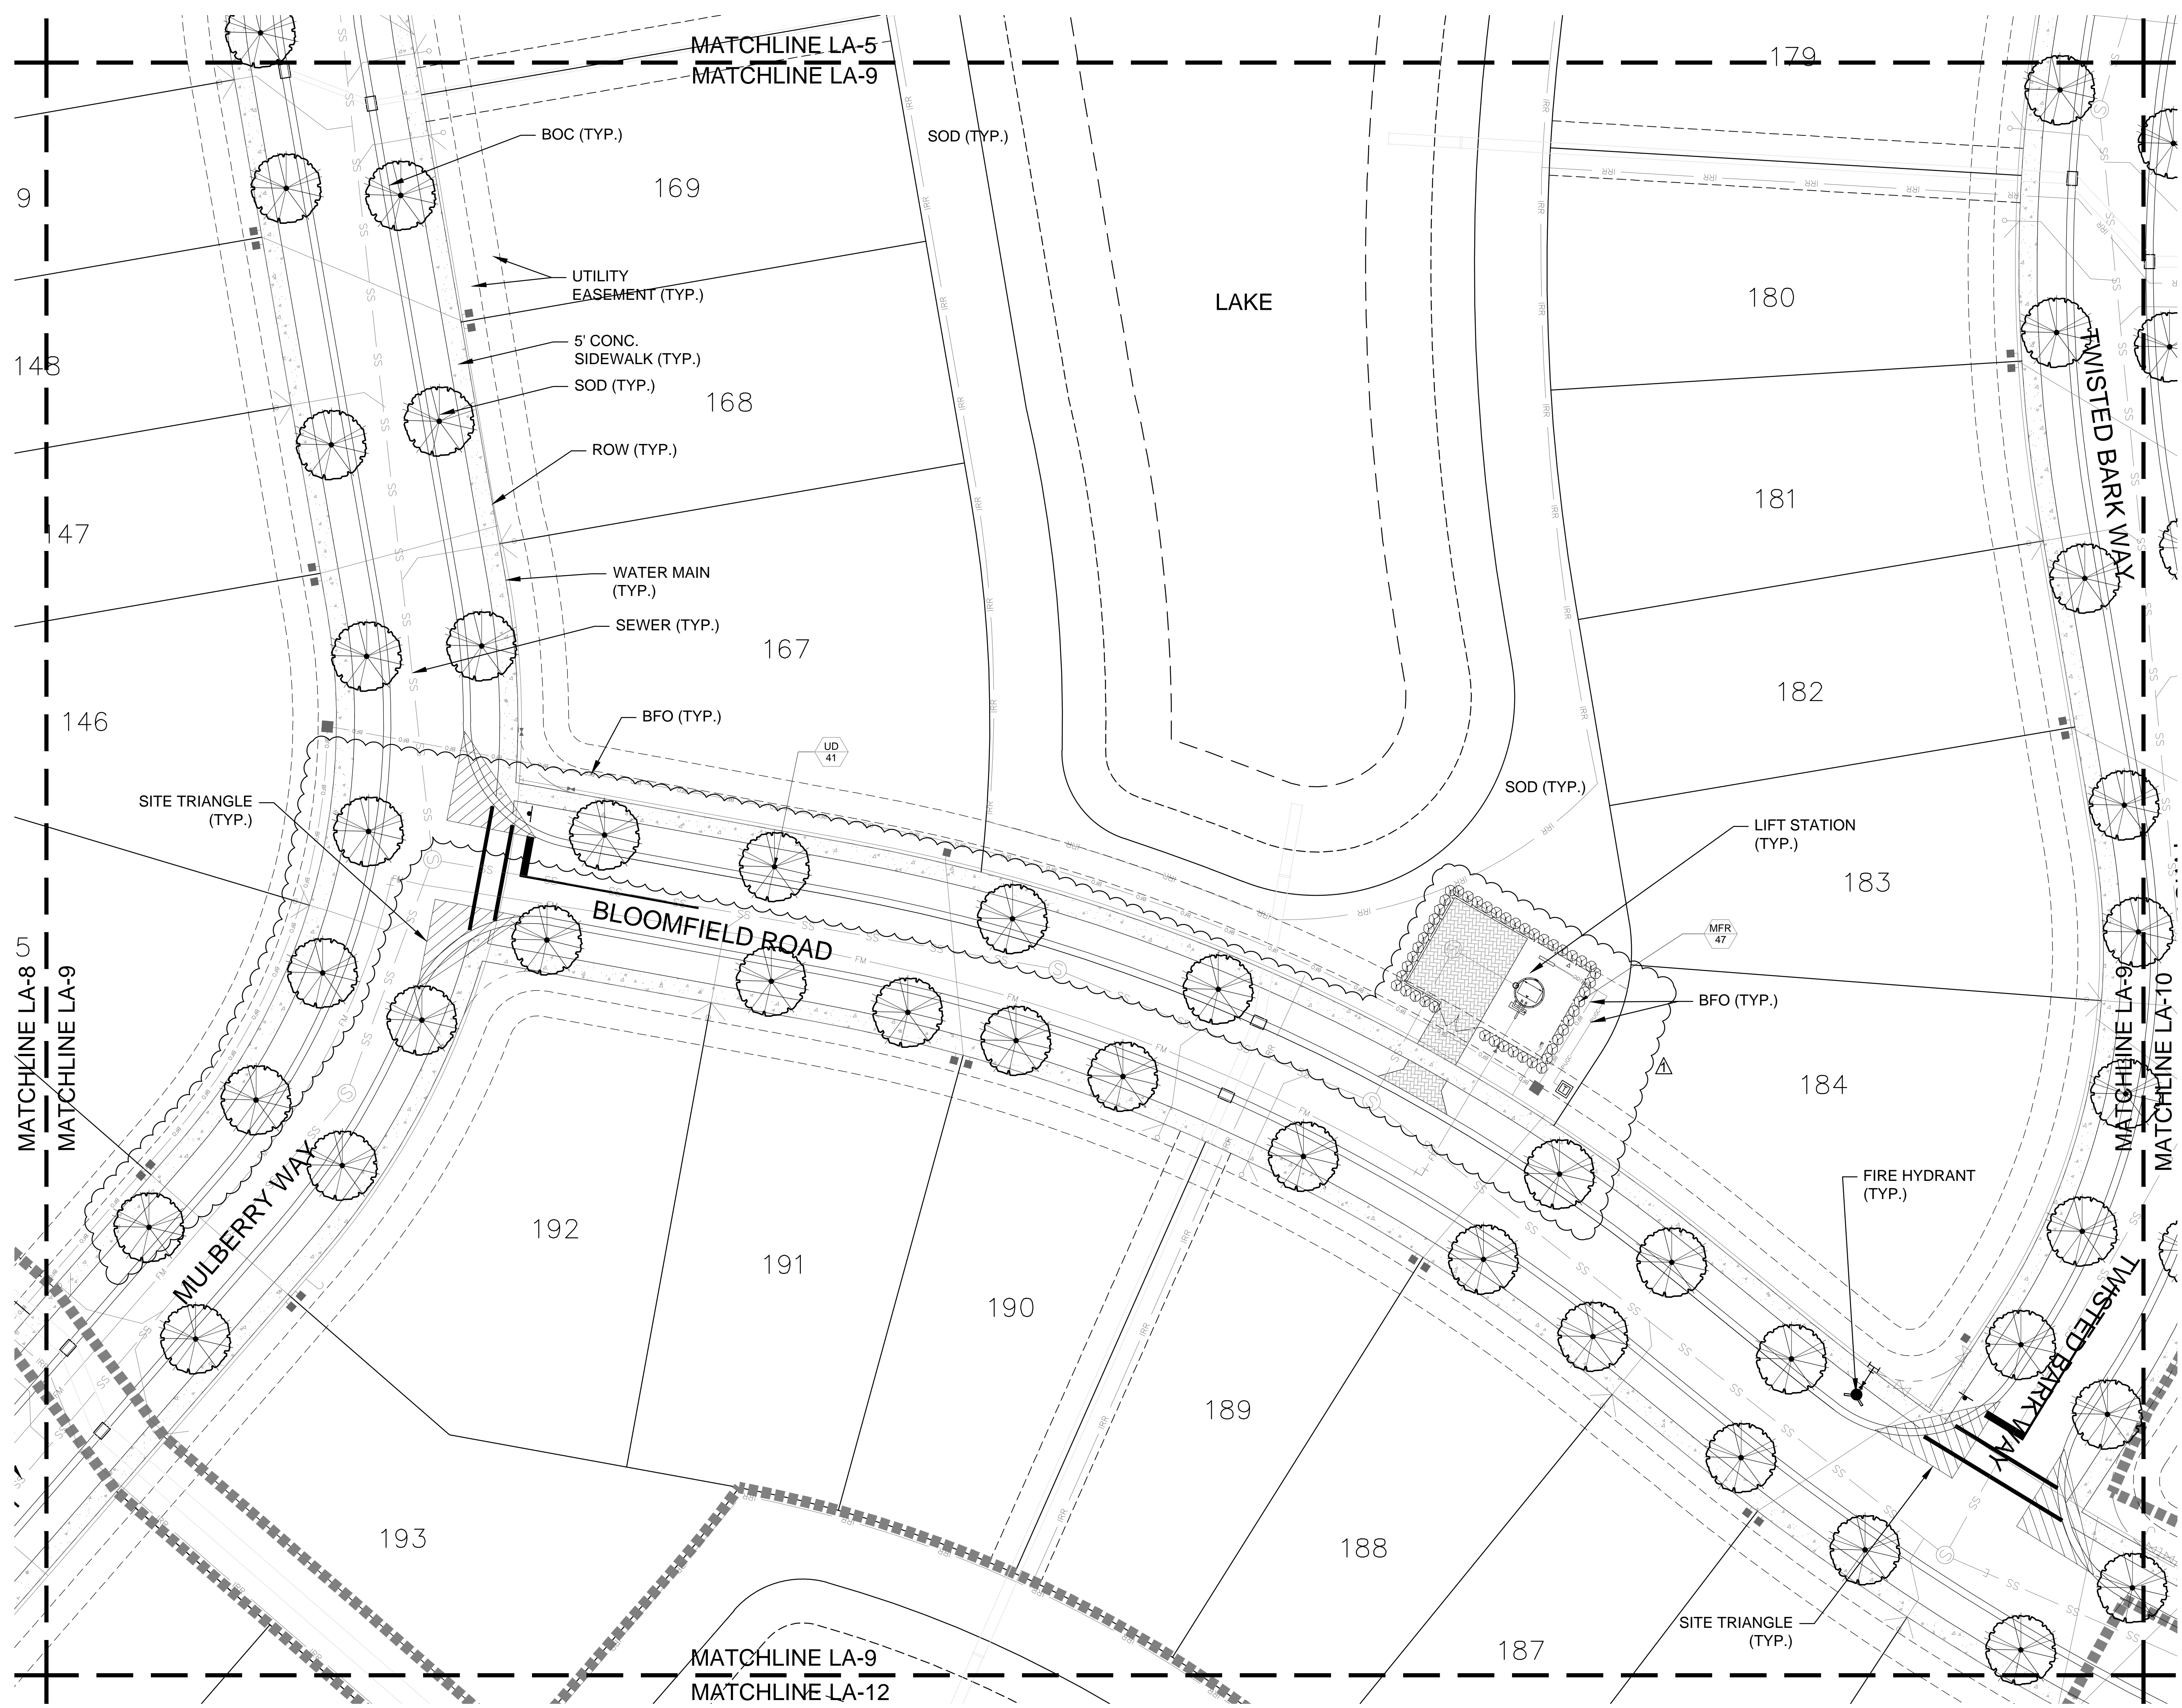 MATCHLINE LA-5
MATCHLINE LA-9
179
BOC (TYP.)
SOD (TYP.)
169
9
UTILITY
EASEMENT (TYP.)
LAKE
180
5' CONC.
SIDEWALK (TYP.)
148
SOD (TYP.)
168
TWISTED BARK WAY
ROW (TYP.)
181
147
WATER MAIN
(TYP.)
SEWER (TYP.)
167
182
146
BFO (TYP.)
UD
41
SOD (TYP.)
SITE TRIANGLE
(TYP.)
LIFT STATION
(TYP.)
183
BLOOMFIELD ROAD
MFR
47
5
MATCHLINE LA-8
MATCHLINE LA-9
BFO (TYP.)
MATCHLINE LA-9
MATCHLINE LA-10
1
184
MULBERRY WAY
FIRE HYDRANT
(TYP.)
192
191
190
TWISTED BARK WAY
189
193
188
SITE TRIANGLE
(TYP.)
187
MATCHLINE LA-9
MATCHLINE LA-12
SS
IRR
FM
BFO
S